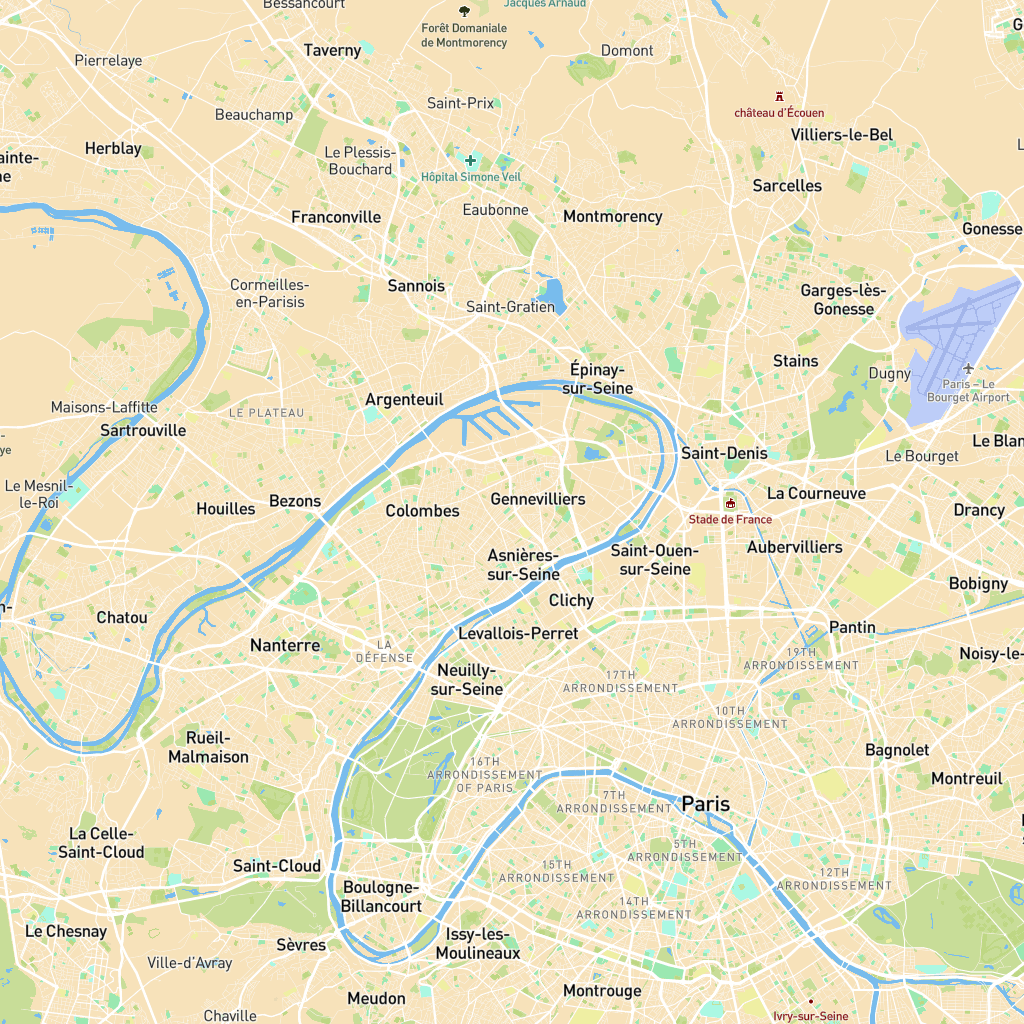 Bessancourt
Jacques Arnaud
Forêt Domaniale
de Montmorency
G
Taverny
Domont
Pierrelaye
Beauchamp
Saint-Prix
château d'Écouen
Villiers-le-Bel
Herblay
ainte-
ne
Le Plessis-
Bouchard
L
Hôpital Simone Veil
Sarcelles
Franconville
Eaubonne
Montmorency
Gonesse
Cormeilles-
en-Parisis
Sannois
Saint-Gratien
Garges-lès-
Gonesse
Stains
Épinay-
sur-Seine
Dugny
Paris – Le
Bourget Airport
Maisons-Laffitte
LE PLATEAU
Argenteuil
Sartrouville
-
ye
Saint-Denis
Le Blan
Le Bourget
Le Mesnil-
le-Roi
Houilles
Bezons
Colombes
Gennevilliers
La Courneuve
Stade de France
Drancy
Asnières-
sur-Seine
Saint-Ouen-
sur-Seine
Aubervilliers
Bobigny
Clichy
n-
Chatou
Levallois-Perret
Pantin
Nanterre
LA
DÉFENSE
19TH
ARRONDISSEMENT
Noisy-le-
Neuilly-
sur-Seine
17TH
ARRONDISSEMENT
10TH
ARRONDISSEMENT
Rueil-
Malmaison
Bagnolet
16TH
ARRONDISSEMENT
OF PARIS
Montreuil
7TH
ARRONDISSEMENT
Paris
La Celle-
Saint-Cloud
5TH
ARRONDISSEMENT
Saint-Cloud
15TH
ARRONDISSEMENT
12TH
ARRONDISSEMENT
Boulogne-
Billancourt
14TH
ARRONDISSEMENT
Le Chesnay
Sèvres
Issy-les-
Moulineaux
Ville-d'Avray
Meudon
Montrouge
Chaville
Ivry-sur-Seine